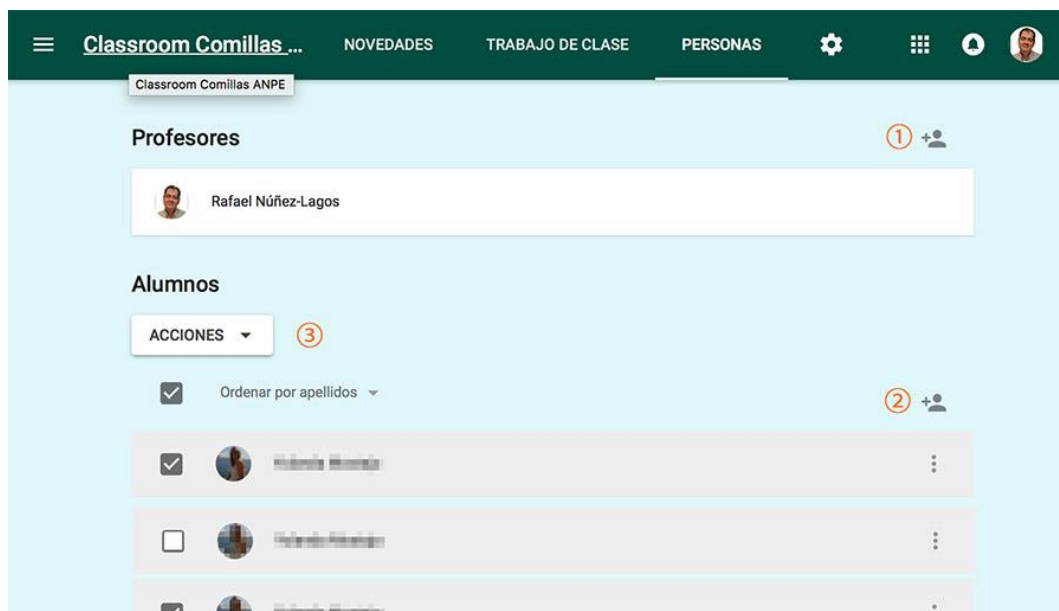 Classroom Comillas ... NOVEDADES TRABAJO DE CLASE PERSONAS
Classroom Comillas ANPE
Profesores
1
Rafael Núñez-Lagos
Alumnos
ACCIONES
3
Ordenar por apellidos
2